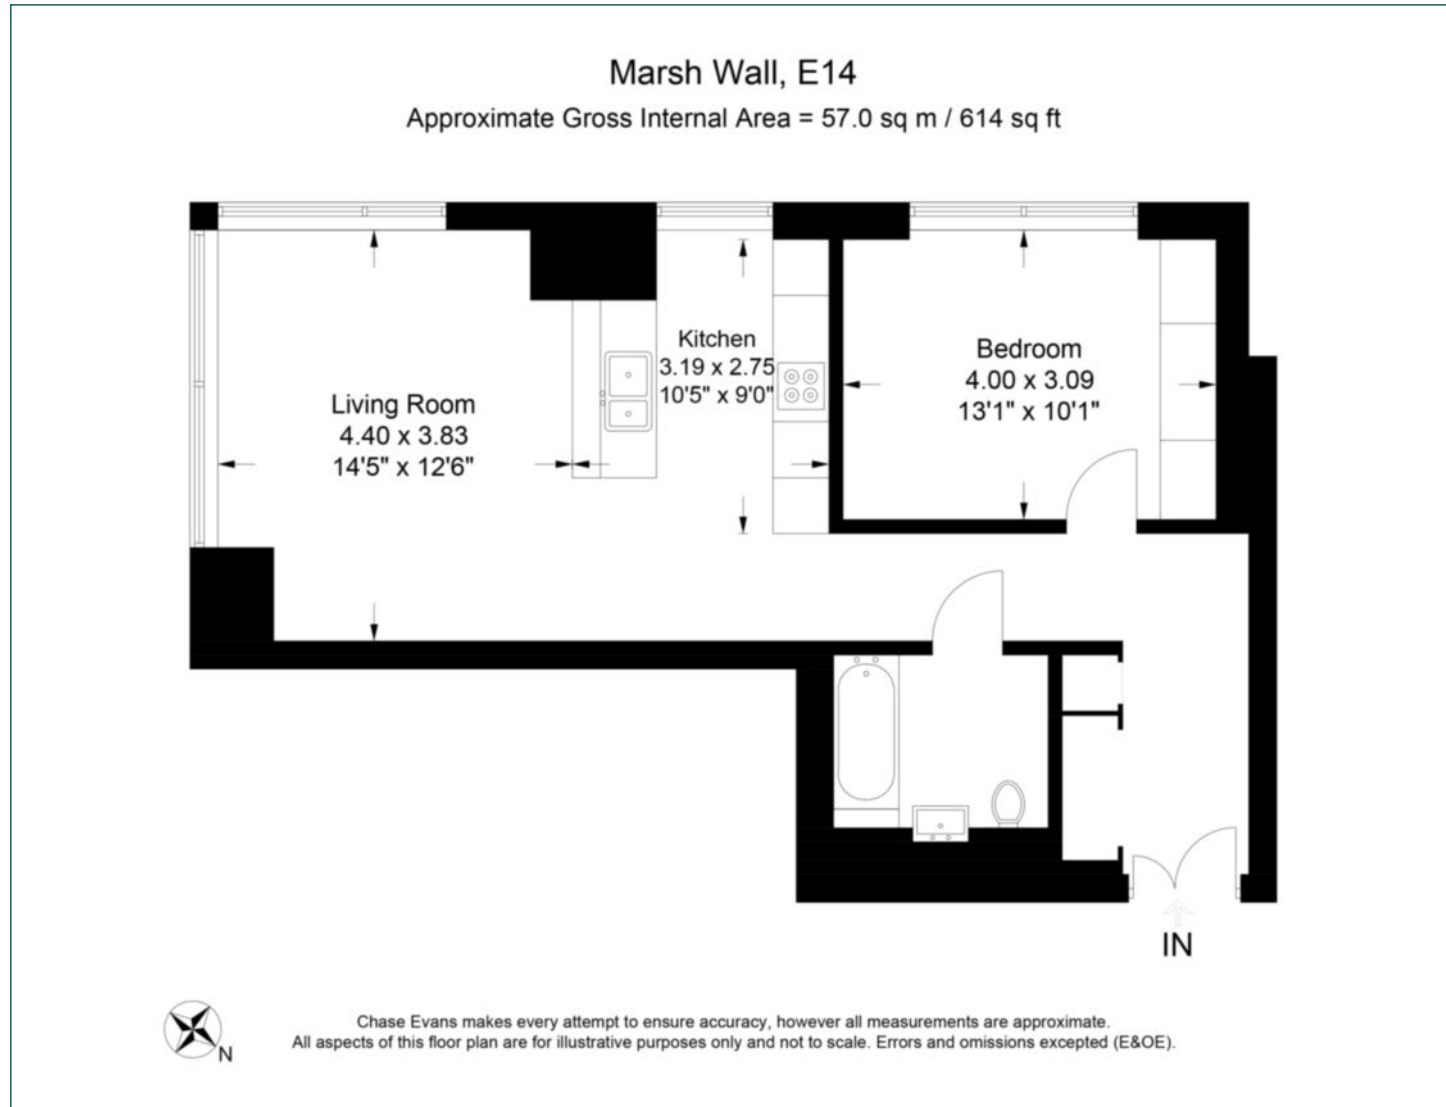 Marsh Wall, E14
Approximate Gross Internal Area = 57.0 sq m / 614 sq ft
Kitchen
3.19 x 2.75
10'5" x 9'0"
Bedroom
4.00 x 3.09
13'1" x 10'1"
Living Room
4.40 x 3.83
14'5" x 12'6"
IN
N
Chase Evans makes every attempt to ensure accuracy, however all measurements are approximate.
All aspects of this floor plan are for illustrative purposes only and not to scale. Errors and omissions excepted (E&OE).